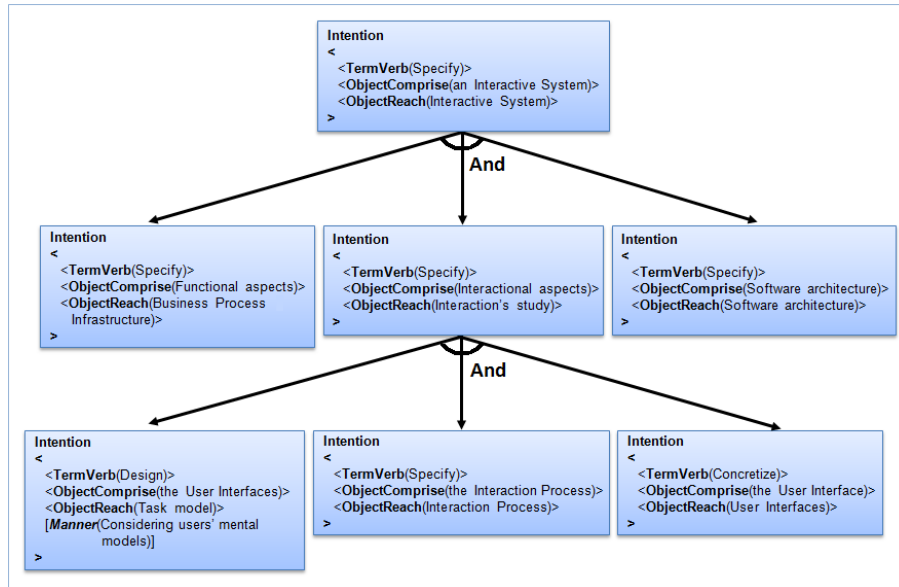 Intention
<
<TermVerb(Specify)>
<ObjectComprise(an Interactive System)>
<ObjectReach(Interactive System)>
>
And
Intention
<
<TermVerb(Specify)>
<ObjectComprise(Functional aspects)>
<ObjectReach(Business Process
Infrastructure)>
>
Intention
<
<TermVerb(Specify)>
<ObjectComprise(Interactional aspects)>
<ObjectReach(Interaction's study)>
>
Intention
<
<TermVerb(Specify)>
<ObjectComprise(Software architecture)>
<ObjectReach(Software architecture)>
>
And
Intention
<
<TermVerb(Design)>
<ObjectComprise(the User Interfaces)>
<ObjectReach(Task model)>
[Manner(Considering users' mental
models)]
>
Intention
<
<TermVerb(Specify)>
<ObjectComprise(the Interaction Process)>
<ObjectReach(Interaction Process)>
>
Intention
<
<TermVerb(Concretize)>
<ObjectComprise(the User Interface)>
<ObjectReach(User Interfaces)>
>